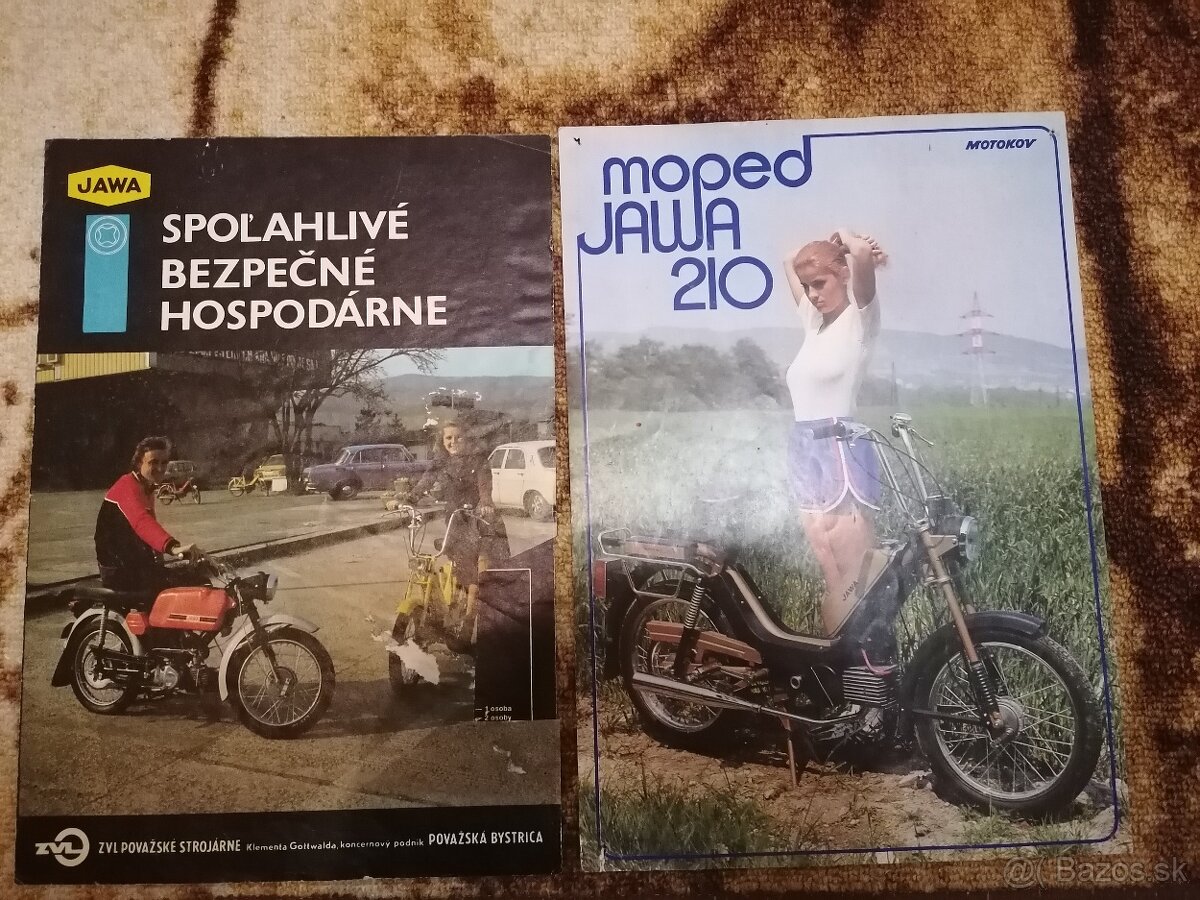 JAWA
SPOĽAHLIVÉ
BEZPEČNÉ
HOSPODÁRNE
1 osoba
2 osoby
ZVL
ZVL POVAŽSKÉ STROJÁRNE Klementa Gottwalda, koncernový podnik POVAŽSKÁ BYSTRICA
MOTOKOV
moped
JAWA
210
JAWA
@( Bazos.sk